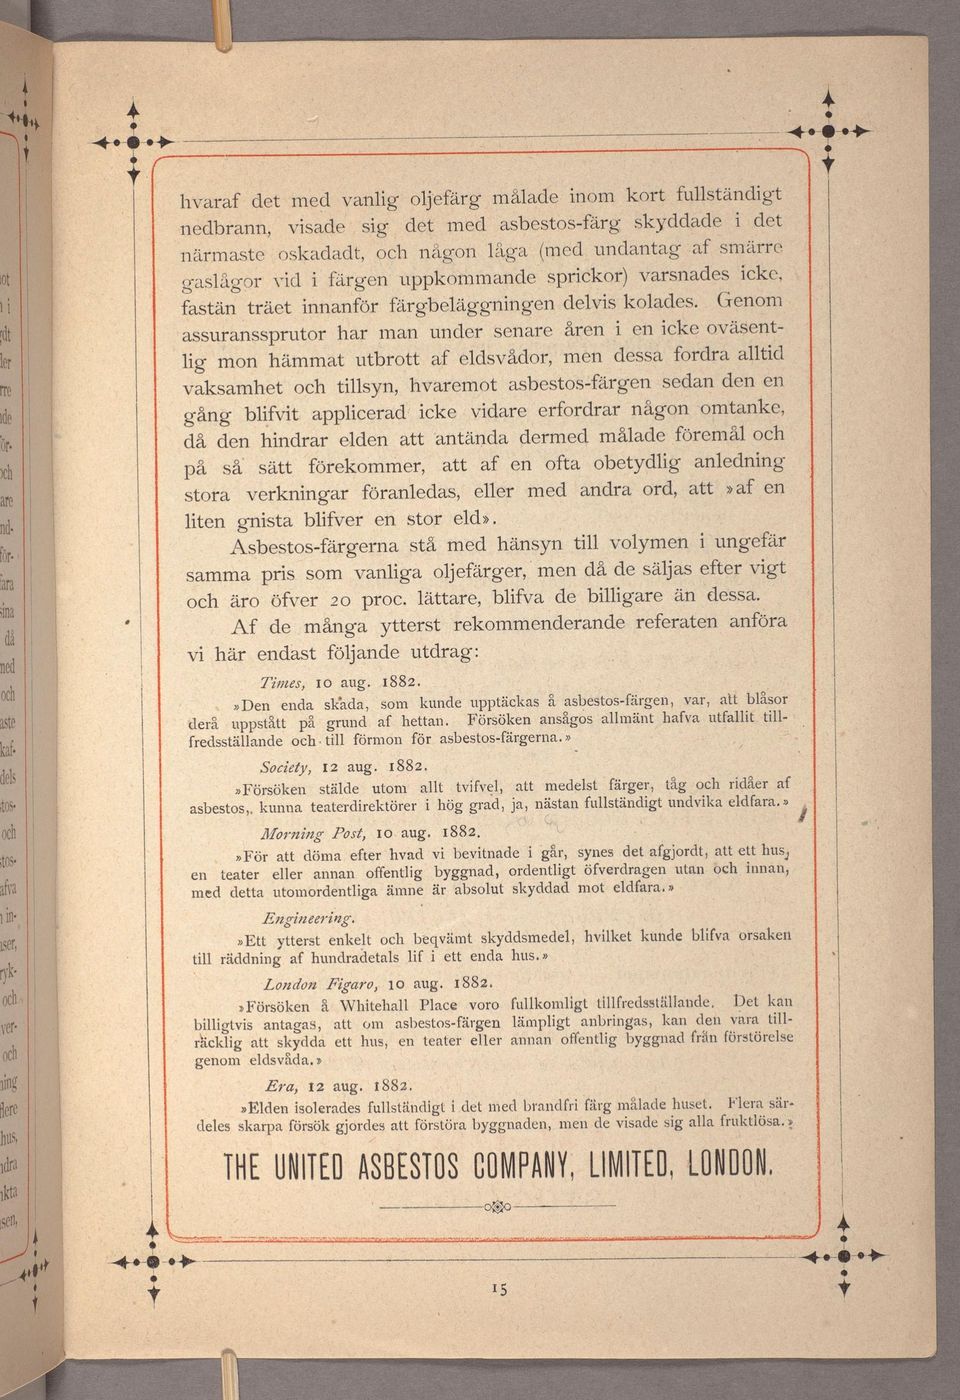 hvaraf det med vanlig oljefärg målade inom kort fullständigt
nedbrann, visade sig det med asbestos-färg skyddade i det
närmaste oskadadt, och någon låga (med undantag af smärre
gaslågor vid i färgen uppkommande sprickor) varsnades icke,
fastän träet innanför färgbeläggningen delvis kolades. Genom
assuranssprutor har man under senare åren i en icke oväsent-
lig mon hämmat utbrott af eldsvådor, men dessa fordra alltid
vaksamhet och tillsyn, hvaremot asbestos-färgen sedan den en
gång blifvit applicerad icke vidare erfordrar någon omtanke,
då den hindrar elden att antända dermed målade föremål och
på så sätt förekommer, att af en ofta obetydlig anledning
stora verkningar föranledas, eller med andra ord, att »af en
liten gnista blifver en stor eld».
Asbestos-färgerna stå med hänsyn till volymen i ungefär
samma pris som vanliga oljefärger, men då de säljas efter vigt
och äro öfver 20 proc. lättare, blifva de billigare än dessa.
Af de många ytterst rekommenderande referaten anföra
vi här endast följande utdrag:
Times, 10 aug. 1882.
»Den enda skada, som kunde upptäckas å asbestos-färgen, var, att blåsor
derå uppstått på grund af hettan. Försöken ansågos allmänt hafva utfallit till-
fredsställande och till förmon för asbestos-färgerna.»
Society, 12 aug. 1882.
»Försöken stälde utom allt tvifvel, att medelst färger, tåg och ridåer af
asbestos, kunna teaterdirektörer i hög grad, ja, nästan fullständigt undvika eldfara.»
Morning Post, 10 aug. 1882.
»För att döma efter hvad vi bevitnade i går, synes det afgjordt, att ett hus,
en teater eller annan offentlig byggnad, ordentligt öfverdragen utan och innan,
med detta utomordentliga ämne är absolut skyddad mot eldfara.»
Engineering.
»Ett ytterst enkelt och beqvämt skyddsmedel, hvilket kunde blifva orsaken
till räddning af hundradetals lif i ett enda hus.»
London Figaro, 10 aug. 1882.
»Försöken å Whitehall Place voro fullkomligt tillfredsställande. Det kan
billigtvis antagas, att om asbestos-färgen lämpligt anbringas, kan den vara till-
räcklig att skydda ett hus, en teater eller annan offentlig byggnad från förstörelse
genom eldsvåda.»
Era, 12 aug. 1882.
»Elden isolerades fullständigt i det med brandfri färg målade huset. Flera sär-
deles skarpa försök gjordes att förstöra byggnaden, men de visade sig alla fruktlösa.»
THE UNITED ASBESTOS COMPANY, LIMITED, LONDON.
15